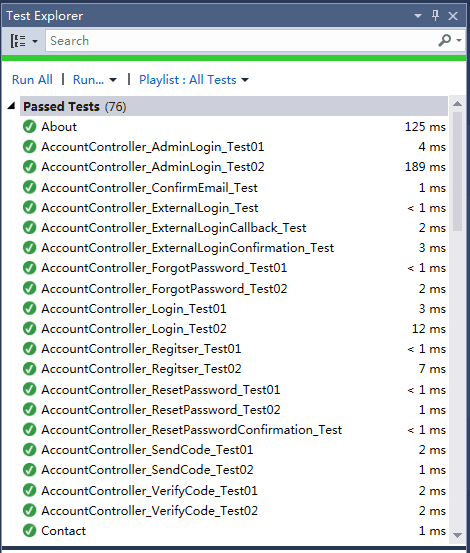 Test Explorer
Search
Run All | Run... | Playlist : All Tests
Passed Tests (76)
About 125 ms
AccountController_AdminLogin_Test01 4 ms
AccountController_AdminLogin_Test02 189 ms
AccountController_ConfirmEmail_Test 1 ms
AccountController_ExternalLogin_Test < 1 ms
AccountController_ExternalLoginCallback_Test 2 ms
AccountController_ExternalLoginConfirmation_Test 3 ms
AccountController_ForgotPassword_Test01 < 1 ms
AccountController_ForgotPassword_Test02 2 ms
AccountController_Login_Test01 3 ms
AccountController_Login_Test02 12 ms
AccountController_Regitser_Test01 < 1 ms
AccountController_Regitser_Test02 7 ms
AccountController_ResetPassword_Test01 < 1 ms
AccountController_ResetPassword_Test02 1 ms
AccountController_ResetPasswordConfirmation_Test < 1 ms
AccountController_SendCode_Test01 2 ms
AccountController_SendCode_Test02 1 ms
AccountController_VerifyCode_Test01 2 ms
AccountController_VerifyCode_Test02 2 ms
Contact 1 ms